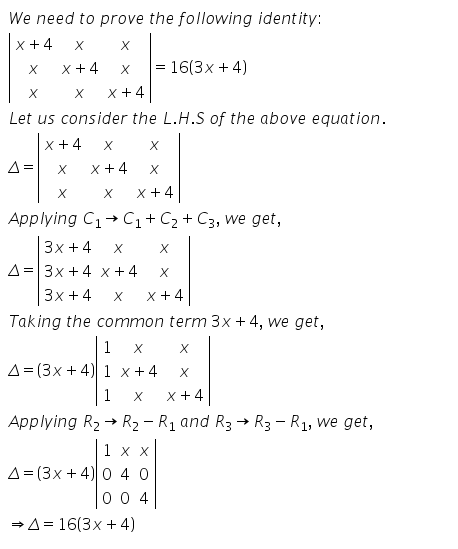 We need to prove the following identity:
| x + 4 x x |
| x x + 4 x | = 16(3x + 4)
| x x x + 4 |
Let us consider the L.H.S of the above equation.
| x + 4 x x |
Δ = | x x + 4 x |
| x x x + 4 |
Applying C₁ → C₁ + C₂ + C₃, we get,
| 3x + 4 x x |
Δ = | 3x + 4 x + 4 x |
| 3x + 4 x x + 4 |
Taking the common term 3x + 4, we get,
| 1 x x |
Δ = (3x + 4) | 1 x + 4 x |
| 1 x x + 4 |
Applying R₂ → R₂ − R₁ and R₃ → R₃ − R₁, we get,
| 1 x x |
Δ = (3x + 4) | 0 4 0 |
| 0 0 4 |
⇒ Δ = 16(3x + 4)